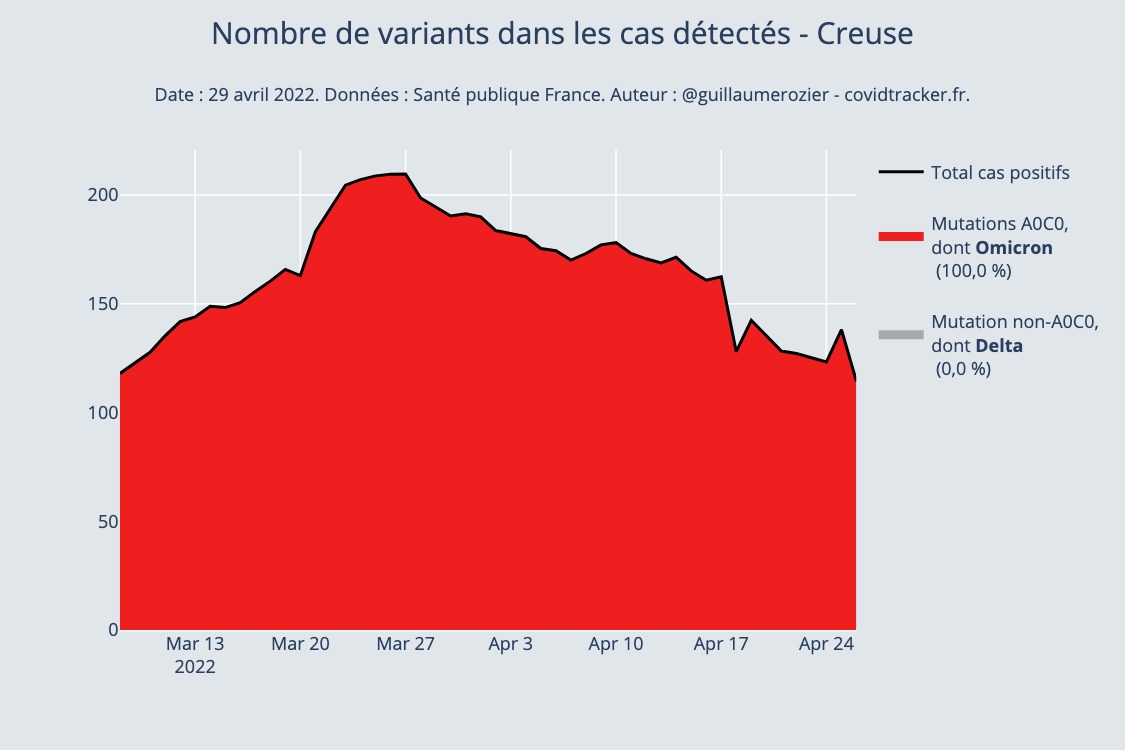 Nombre de variants dans les cas détectés - Creuse
Date : 29 avril 2022. Données : Santé publique France. Auteur : @guillaumerozier - covidtracker.fr.
Total cas positifs
Mutations A0C0,
dont Omicron
(100,0 %)
Mutation non-A0C0,
dont Delta
(0,0 %)
200
150
100
50
0
Mar 13
2022
Mar 20
Mar 27
Apr 3
Apr 10
Apr 17
Apr 24